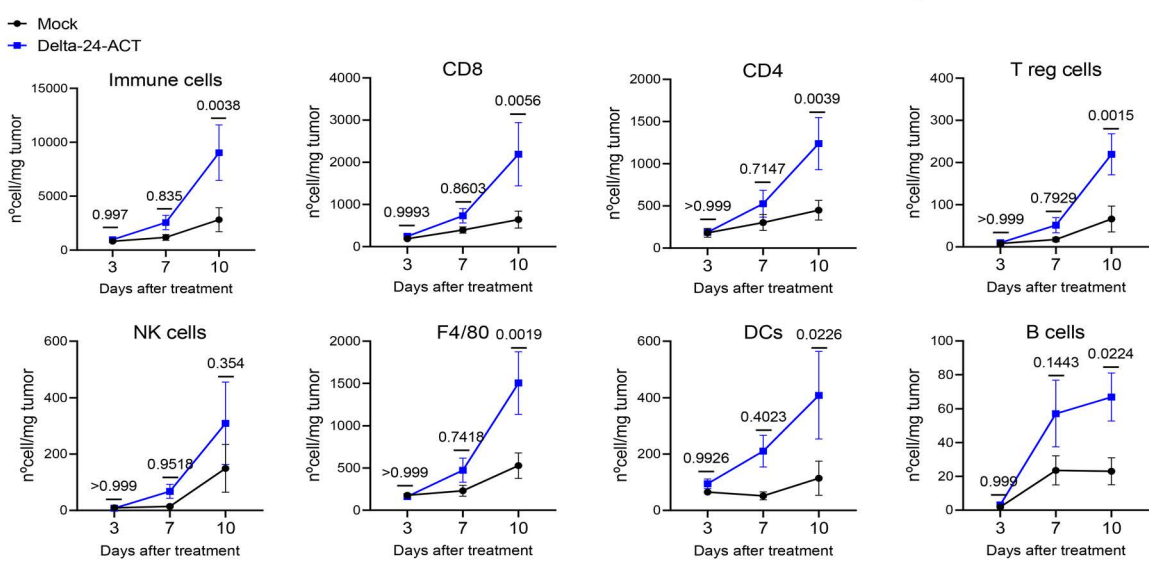 Mock
Delta-24-ACT
Immune cells
nºcell/mg tumor
15000
10000
5000
0
0.997
0.835
0.0038
3 7 10
Days after treatment
CD8
nºcell/mg tumor
4000
3000
2000
1000
0
0.9993
0.8603
0.0056
3 7 10
Days after treatment
CD4
nºcell/mg tumor
2000
1500
1000
500
0
>0.999
0.7147
0.0039
3 7 10
Days after treatment
T reg cells
nºcell/mg tumor
400
300
200
100
0
>0.999
0.7929
0.0015
3 7 10
Days after treatment
NK cells
nºcell/mg tumor
600
400
200
0
>0.999
0.9518
0.354
3 7 10
Days after treatment
F4/80
nºcell/mg tumor
2000
1500
1000
500
0
>0.999
0.7418
0.0019
3 7 10
Days after treatment
DCs
nºcell/mg tumor
600
400
200
0
0.9926
0.4023
0.0226
3 7 10
Days after treatment
B cells
nºcell/mg tumor
100
80
60
40
20
0
0.999
0.1443
0.0224
3 7 10
Days after treatment